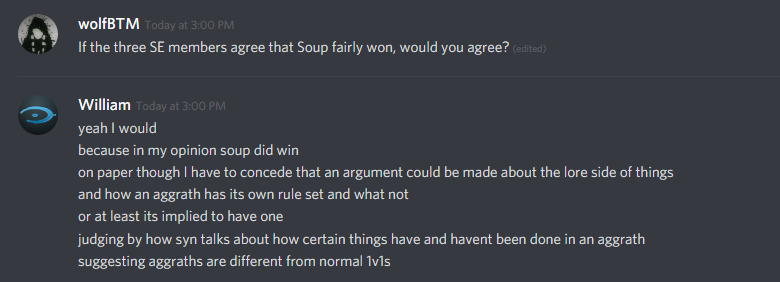 wolfBTM Today at 3:00 PM
If the three SE members agree that Soup fairly won, would you agree? (edited)
William Today at 3:00 PM
yeah I would
because in my opinion soup did win
on paper though I have to concede that an argument could be made about the lore side of things
and how an aggrath has its own rule set and what not
or at least its implied to have one
judging by how syn talks about how certain things have and havent been done in an aggrath
suggesting aggraths are different from normal 1v1s